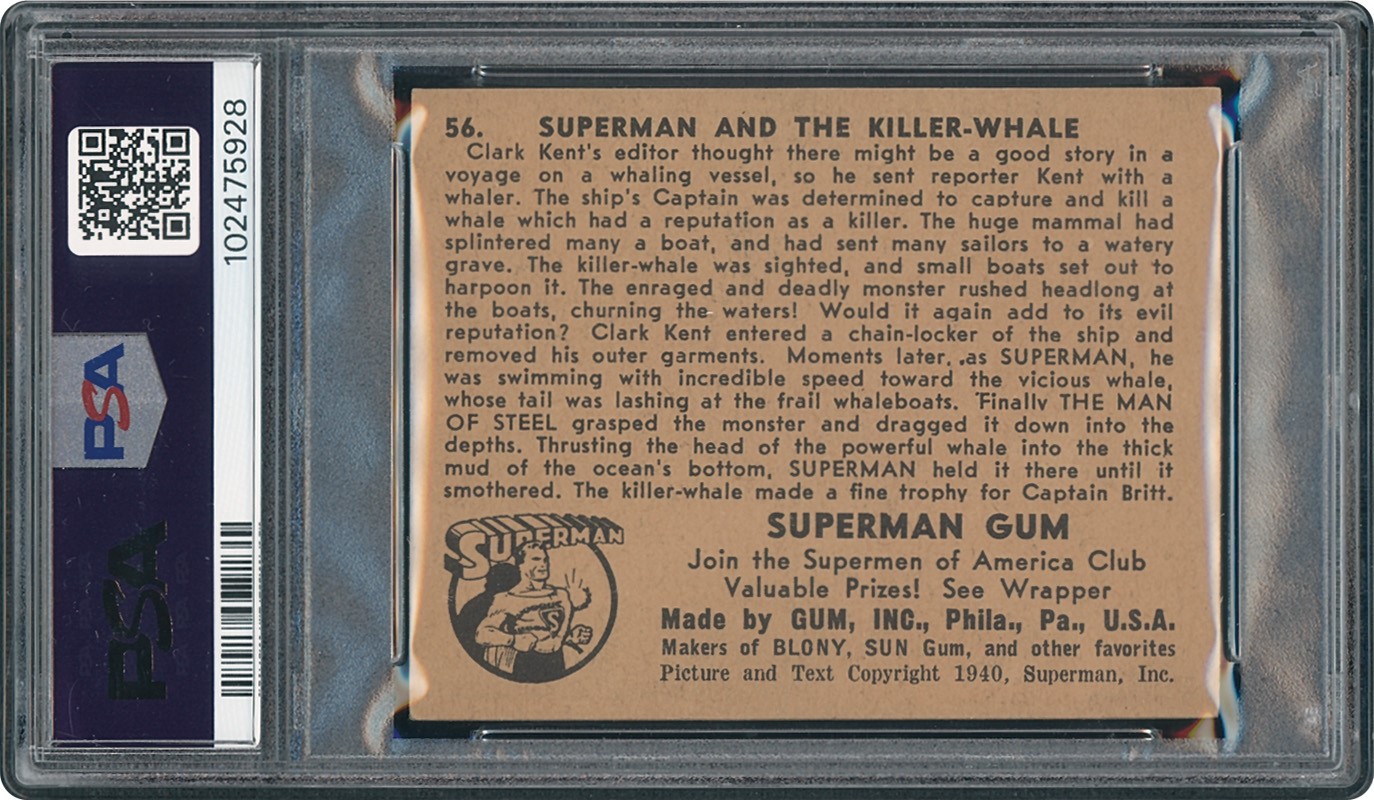 102475928
PSA
PSA
56. SUPERMAN AND THE KILLER-WHALE
Clark Kent's editor thought there might be a good story in a
voyage on a whaling vessel, so he sent reporter Kent with a
whaler. The ship's Captain was determined to capture and kill a
whale which had a reputation as a killer. The huge mammal had
splintered many a boat, and had sent many sailors to a watery
grave. The killer-whale was sighted, and small boats set out to
harpoon it. The enraged and deadly monster rushed headlong at
the boats, churning the waters! Would it again add to its evil
reputation? Clark Kent entered a chain-locker of the ship and
removed his outer garments. Moments later, as SUPERMAN, he
was swimming with incredible speed toward the vicious whale,
whose tail was lashing at the frail whaleboats. Finally THE MAN
OF STEEL grasped the monster and dragged it down into the
depths. Thrusting the head of the powerful whale into the thick
mud of the ocean's bottom, SUPERMAN held it there until it
smothered. The killer-whale made a fine trophy for Captain Britt.
SUPERMAN
S
SUPERMAN GUM
Join the Supermen of America Club
Valuable Prizes! See Wrapper
Made by GUM, INC., Phila., Pa., U.S.A.
Makers of BLONY, SUN Gum, and other favorites
Picture and Text Copyright 1940, Superman, Inc.